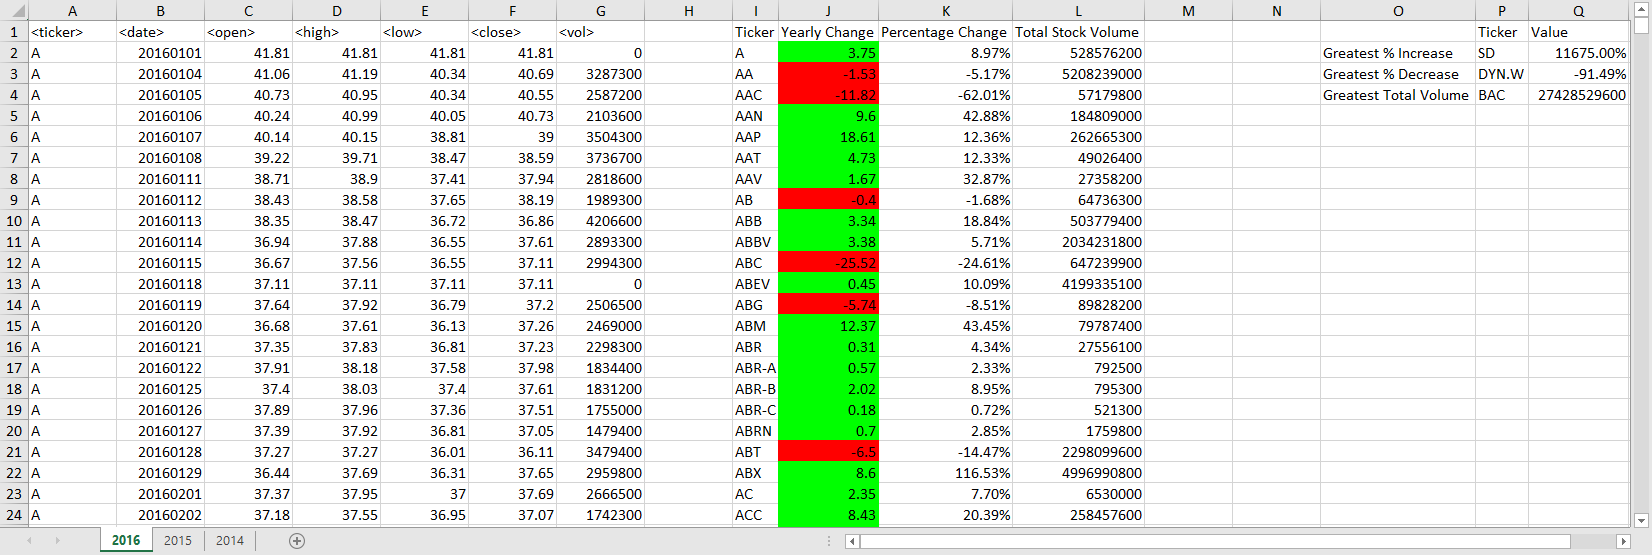 A B C D E F G H I J K L M N O P Q
1 <ticker> <date> <open> <high> <low> <close> <vol> Ticker Yearly Change Percentage Change Total Stock Volume Ticker Value
2 A 20160101 41.81 41.81 41.81 41.81 0 A 3.75 8.97% 528576200 Greatest % Increase SD 11675.00%
3 A 20160104 41.06 41.19 40.34 40.69 3287300 AA -1.53 -5.17% 5208239000 Greatest % Decrease DYN.W -91.49%
4 A 20160105 40.73 40.95 40.34 40.55 2587200 AAC -11.82 -62.01% 57179800 Greatest Total Volume BAC 27428529600
5 A 20160106 40.24 40.99 40.05 40.73 2103600 AAN 9.6 42.88% 184809000
6 A 20160107 40.14 40.15 38.81 39 3504300 AAP 18.61 12.36% 262665300
7 A 20160108 39.22 39.71 38.47 38.59 3736700 AAT 4.73 12.33% 49026400
8 A 20160111 38.71 38.9 37.41 37.94 2818600 AAV 1.67 32.87% 27358200
9 A 20160112 38.43 38.58 37.65 38.19 1989300 AB -0.4 -1.68% 64736300
10 A 20160113 38.35 38.47 36.72 36.86 4206600 ABB 3.34 18.84% 503779400
11 A 20160114 36.94 37.88 36.55 37.61 2893300 ABBV 3.38 5.71% 2034231800
12 A 20160115 36.67 37.56 36.55 37.11 2994300 ABC -25.52 -24.61% 647239900
13 A 20160118 37.11 37.11 37.11 37.11 0 ABEV 0.45 10.09% 4199335100
14 A 20160119 37.64 37.92 36.79 37.2 2506500 ABG -5.74 -8.51% 89828200
15 A 20160120 36.68 37.61 36.13 37.26 2469000 ABM 12.37 43.45% 79787400
16 A 20160121 37.35 37.83 36.81 37.23 2298300 ABR 0.31 4.34% 27556100
17 A 20160122 37.91 38.18 37.58 37.98 1834400 ABR-A 0.57 2.33% 792500
18 A 20160125 37.4 38.03 37.4 37.61 1831200 ABR-B 2.02 8.95% 795300
19 A 20160126 37.89 37.96 37.36 37.51 1755000 ABR-C 0.18 0.72% 521300
20 A 20160127 37.39 37.92 36.81 37.05 1479400 ABRN 0.7 2.85% 1759800
21 A 20160128 37.27 37.27 36.01 36.11 3479400 ABT -6.5 -14.47% 2298099600
22 A 20160129 36.44 37.69 36.31 37.65 2959800 ABX 8.6 116.53% 4996990800
23 A 20160201 37.37 37.95 37 37.69 2666500 AC 2.35 7.70% 6530000
24 A 20160202 37.18 37.55 36.95 37.07 1742300 ACC 8.43 20.39% 258457600
2016 2015 2014